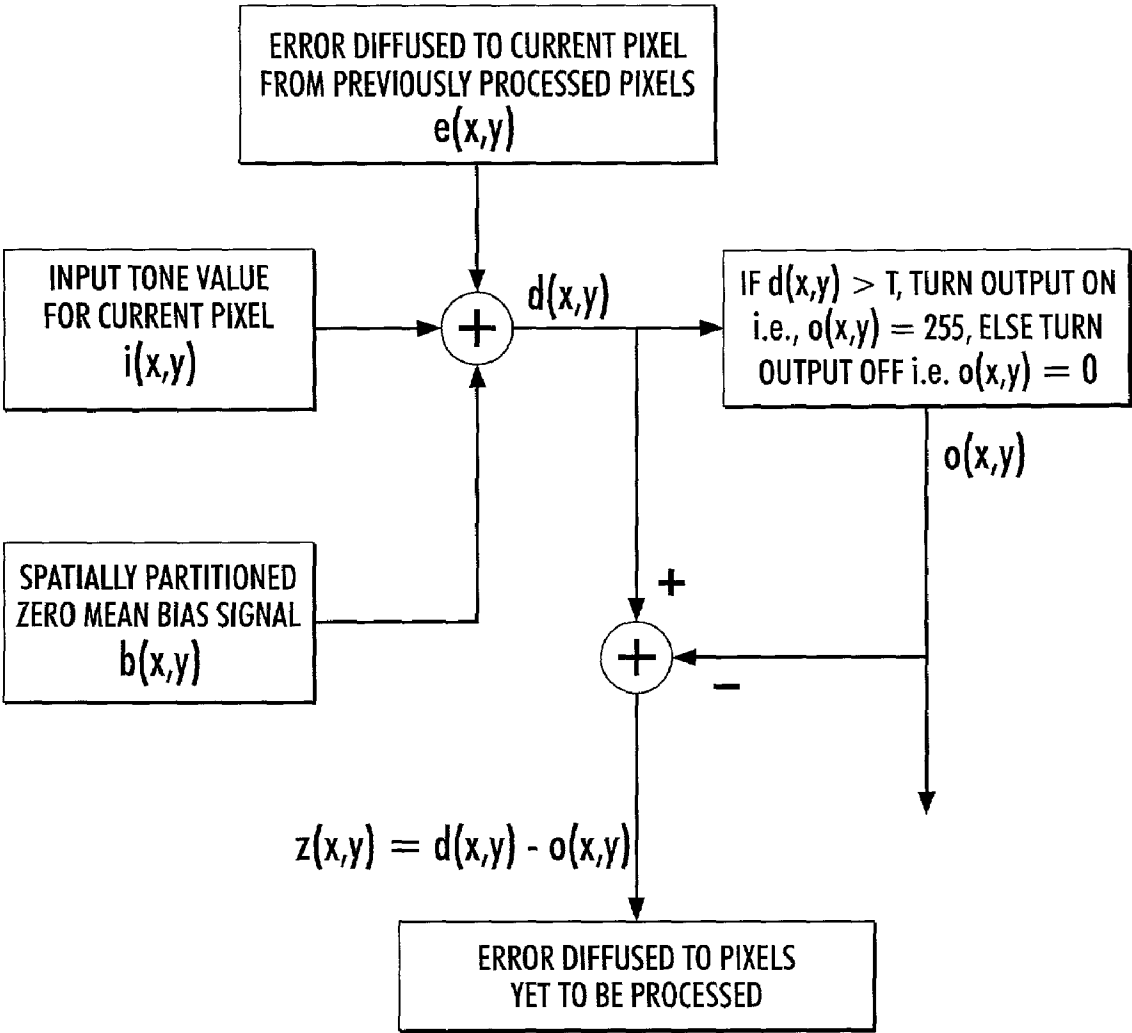 ERROR DIFFUSED TO CURRENT PIXEL
FROM PREVIOUSLY PROCESSED PIXELS
e(x,y)
INPUT TONE VALUE
FOR CURRENT PIXEL
i(x,y)
+
d(x,y)
IF d(x,y) > T, TURN OUTPUT ON
i.e., o(x,y) = 255, ELSE TURN
OUTPUT OFF i.e. o(x,y) = 0
o(x,y)
SPATIALLY PARTITIONED
ZERO MEAN BIAS SIGNAL
b(x,y)
+
+
−
z(x,y) = d(x,y) - o(x,y)
ERROR DIFFUSED TO PIXELS
YET TO BE PROCESSED